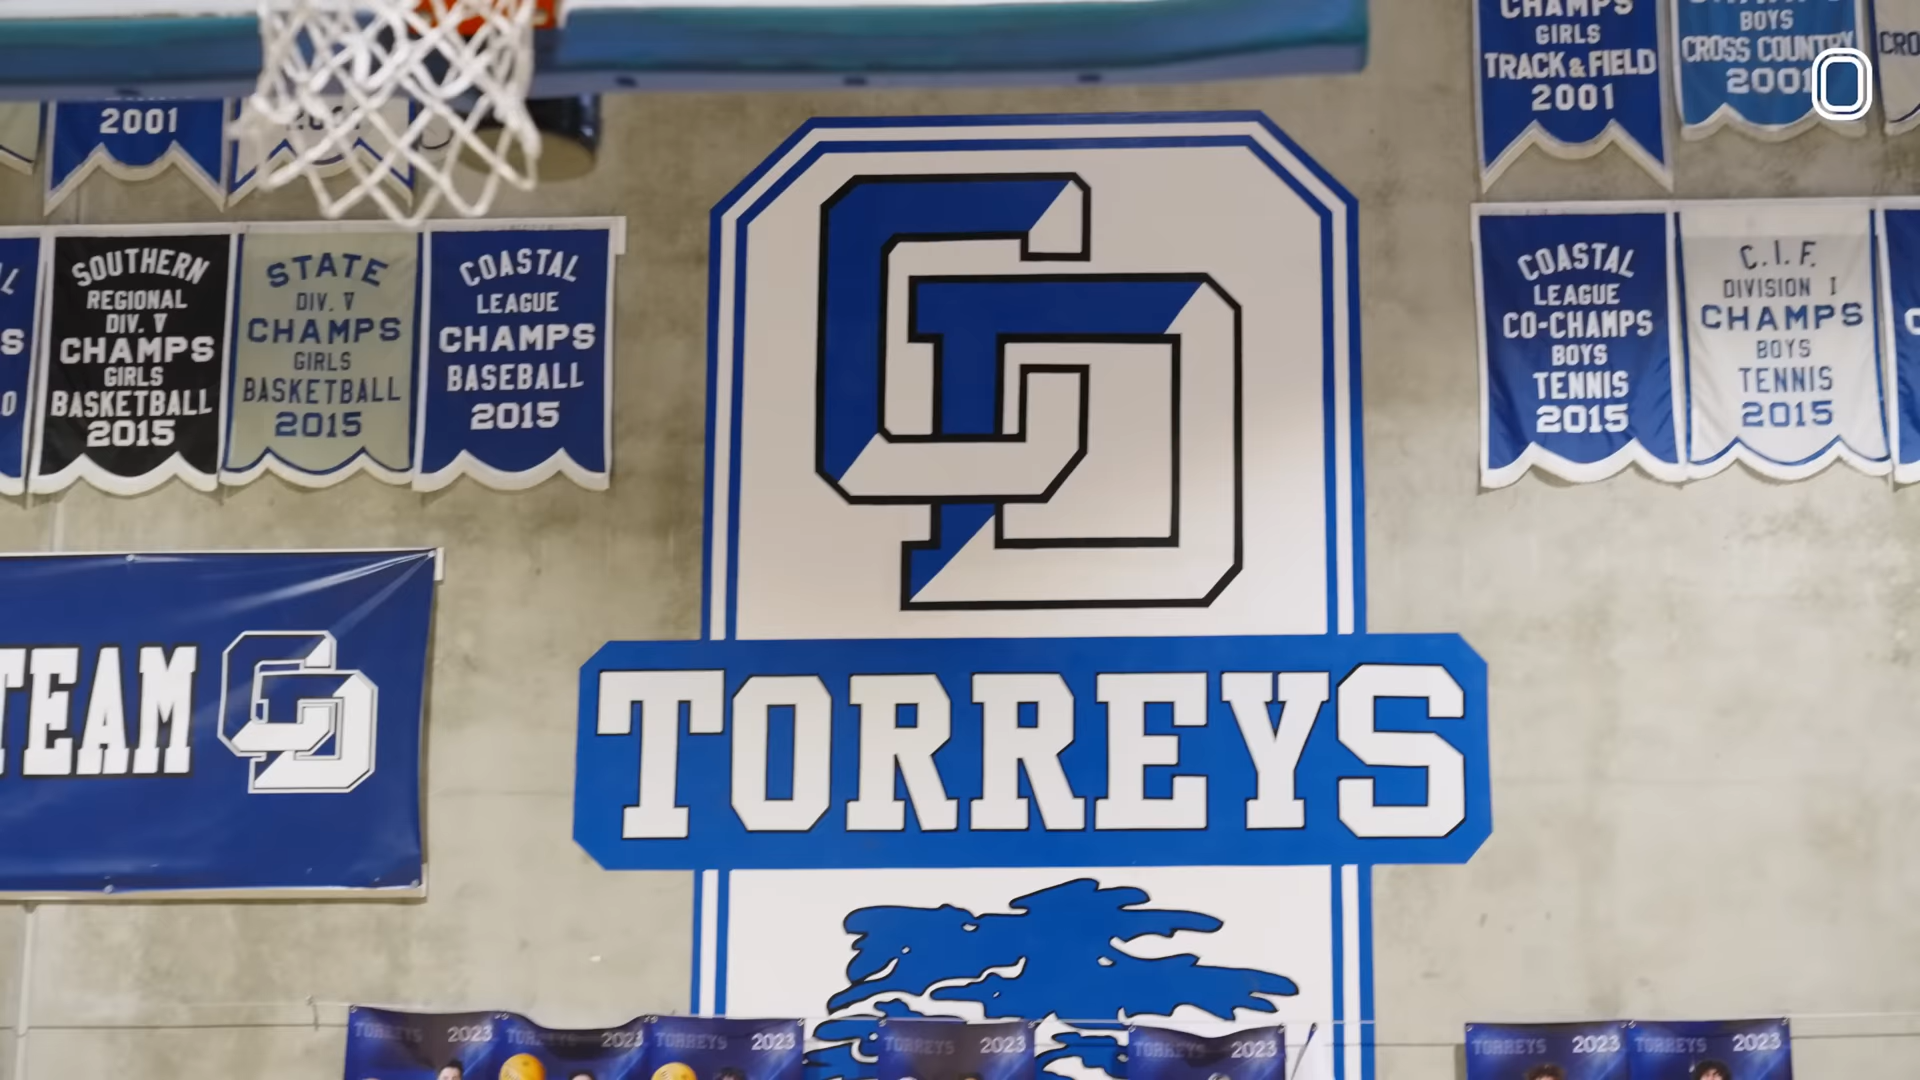 2001
SOUTHERN
REGIONAL
DIV. V
CHAMPS
GIRLS
BASKETBALL
2015
STATE
DIV. V
CHAMPS
GIRLS
BASKETBALL
2015
COASTAL
LEAGUE
CHAMPS
BASEBALL
2015
CHAMPS
GIRLS
TRACK & FIELD
2001
BOYS
CROSS COUNTRY
2001
COASTAL
LEAGUE
CO-CHAMPS
BOYS
TENNIS
2015
C.I.F.
DIVISION I
CHAMPS
BOYS
TENNIS
2015
TEAM
CD
CD
TORREYS
TORREYS 2023
TORREYS 2023
TORREYS 2023
TORREYS 2023
TORREYS 2023
TORREYS 2023
TORREYS 2023